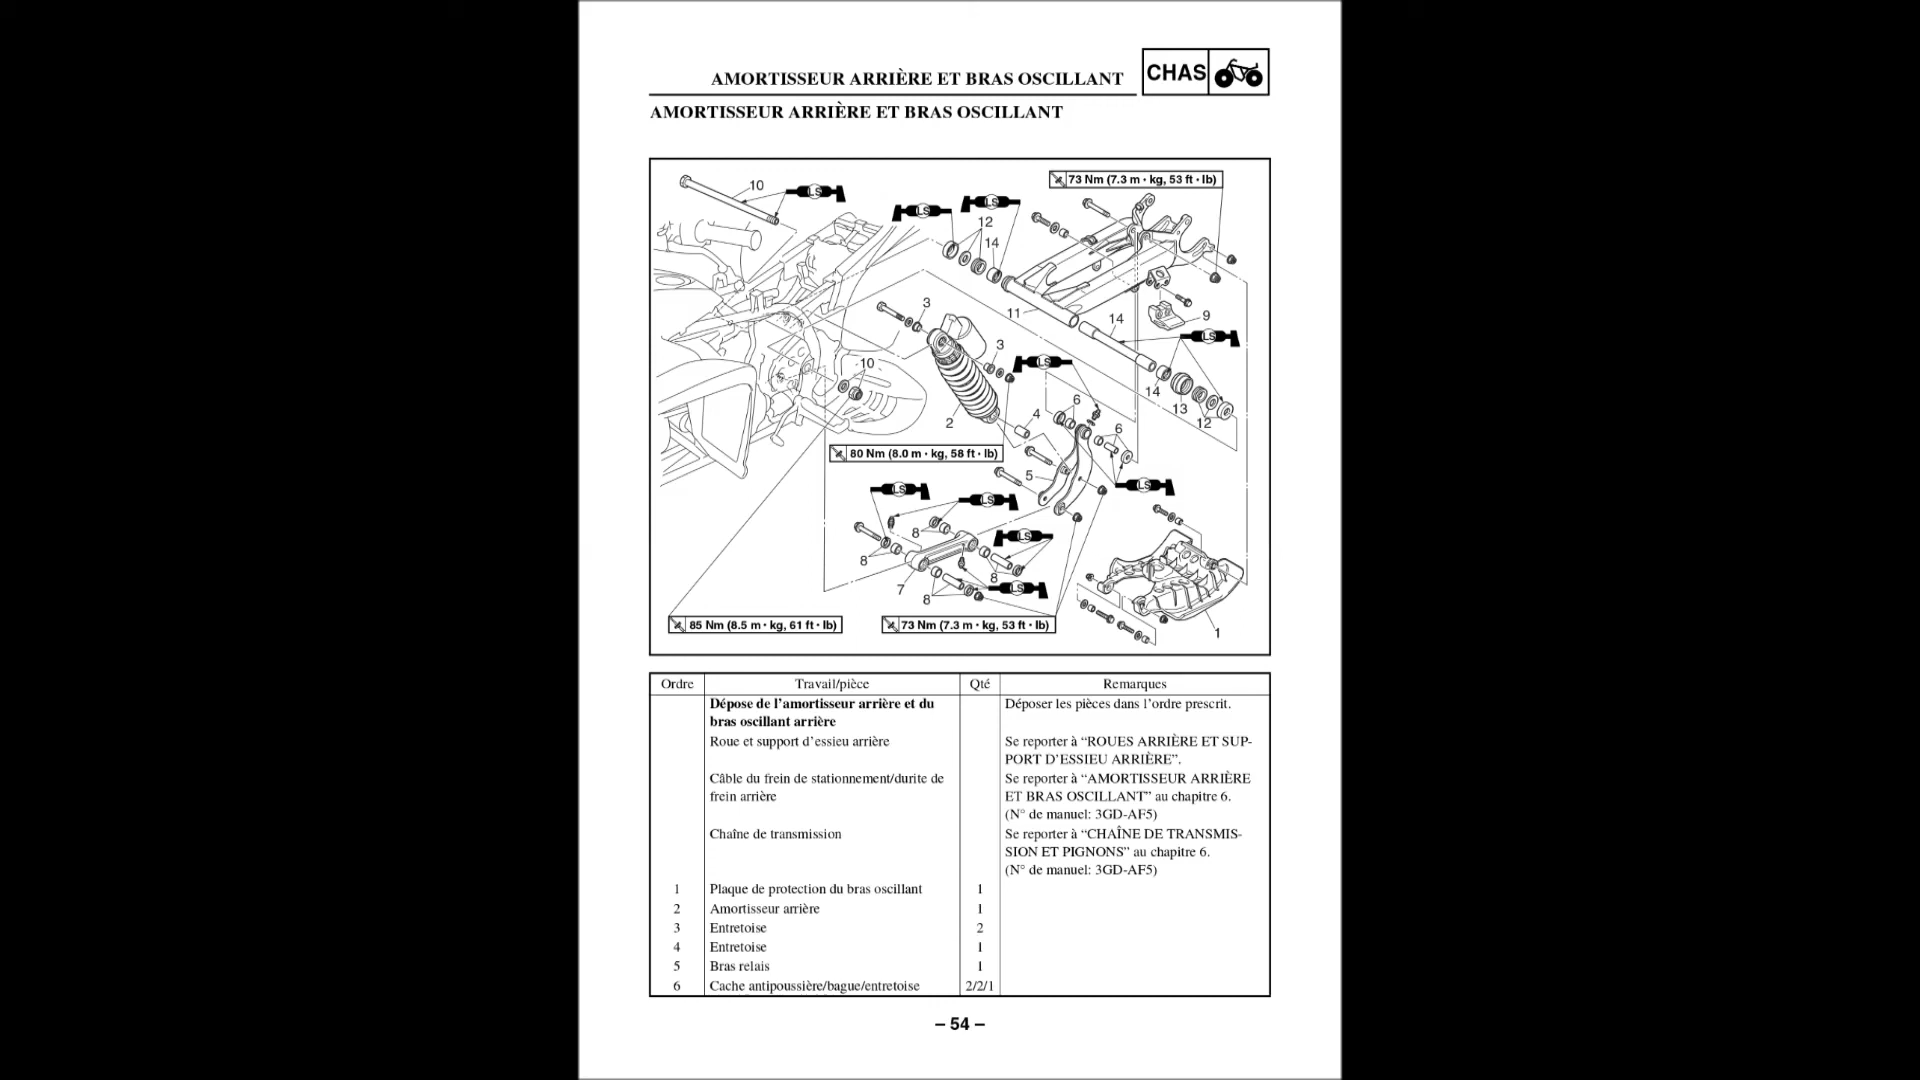 AMORTISSEUR ARRIÈRE ET BRAS OSCILLANT
CHAS
AMORTISSEUR ARRIÈRE ET BRAS OSCILLANT
73 Nm (7.3 m • kg, 53 ft • lb)
10
LS
LS
LS
12
14
3
11
14
9
LS
3
LS
10
14
13
12
2
4
6
6
80 Nm (8.0 m • kg, 58 ft • lb)
5
LS
LS
LS
8
LS
8
7
8
8
LS
85 Nm (8.5 m • kg, 61 ft • lb)
73 Nm (7.3 m • kg, 53 ft • lb)
1
Ordre Travail/pièce Qté Remarques
Dépose de l’amortisseur arrière et du Déposer les pièces dans l’ordre prescrit.
bras oscillant arrière
Roue et support d’essieu arrière Se reporter à “ROUES ARRIÈRE ET SUP-
PORT D’ESSIEU ARRIÈRE”.
Câble du frein de stationnement/durite de Se reporter à “AMORTISSEUR ARRIÈRE
frein arrière ET BRAS OSCILLANT” au chapitre 6.
(N° de manuel: 3GD-AF5)
Chaîne de transmission Se reporter à “CHAÎNE DE TRANSMIS-
SION ET PIGNONS” au chapitre 6.
(N° de manuel: 3GD-AF5)
1 Plaque de protection du bras oscillant 1
2 Amortisseur arrière 1
3 Entretoise 2
4 Entretoise 1
5 Bras relais 1
6 Cache antipoussière/bague/entretoise 2/2/1
– 54 –